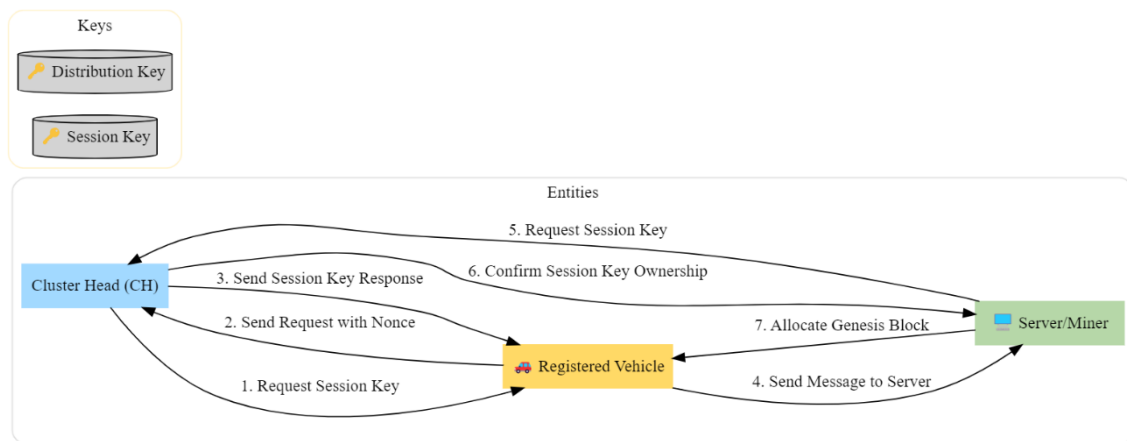 Keys
Distribution Key
Session Key
Entities
5. Request Session Key
6. Confirm Session Key Ownership
Cluster Head (CH)
3. Send Session Key Response
2. Send Request with Nonce
7. Allocate Genesis Block
Server/Miner
Registered Vehicle
1. Request Session Key
4. Send Message to Server